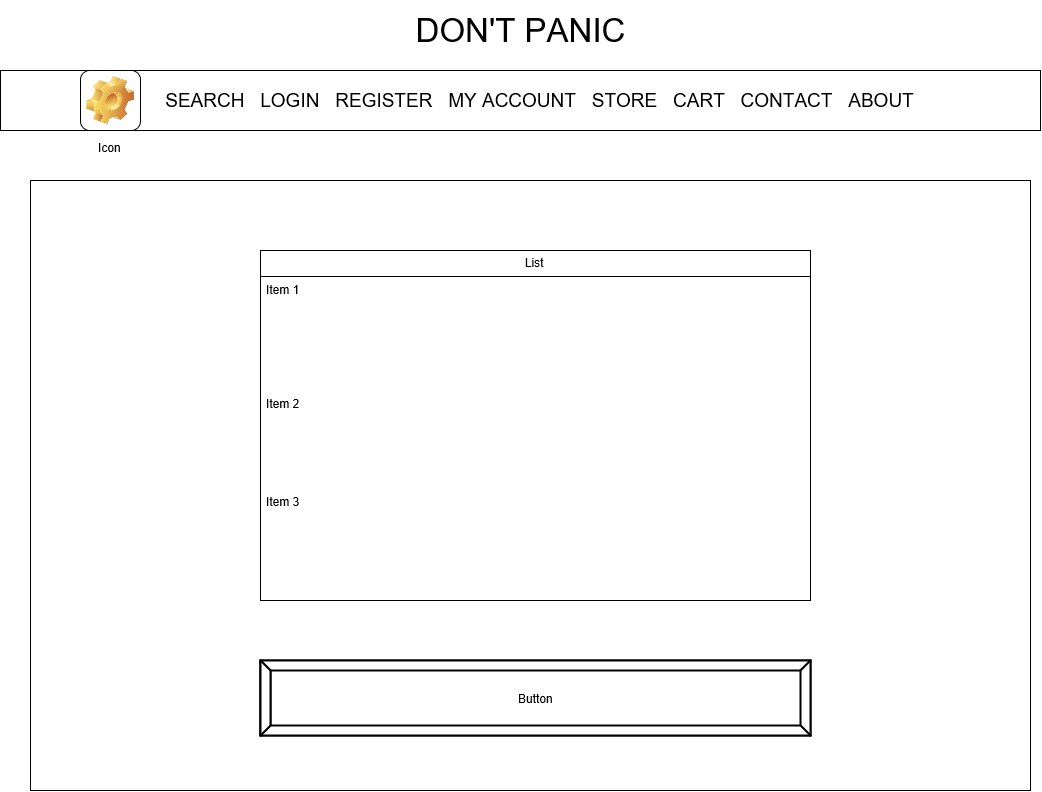 DON'T PANIC
SEARCH LOGIN REGISTER MY ACCOUNT STORE CART CONTACT ABOUT
Icon
List
Item 1
Item 2
Item 3
Button